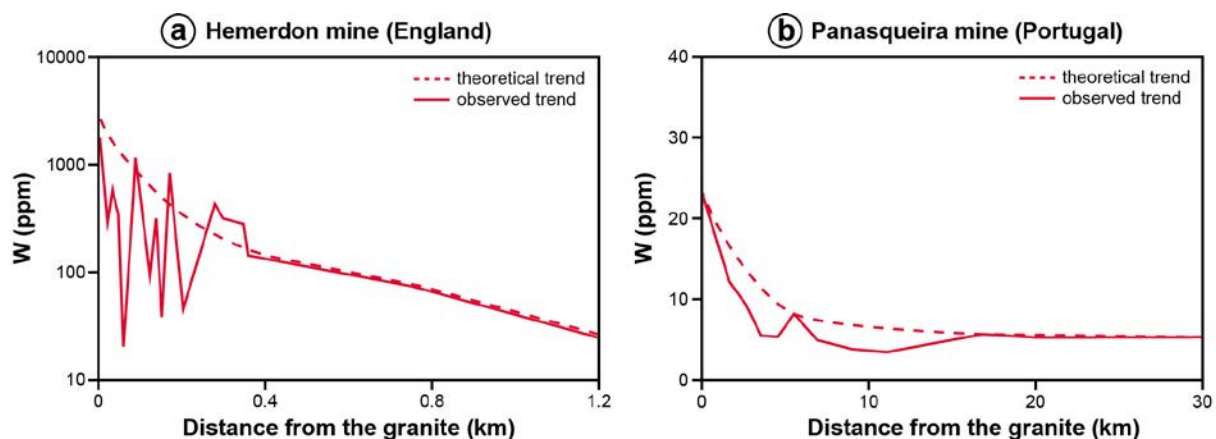 a Hemerdon mine (England)
10000
1000
100
10
W (ppm)
theoretical trend
observed trend
0 0.4 0.8 1.2
Distance from the granite (km)
b Panasqueira mine (Portugal)
40
30
20
10
0
W (ppm)
theoretical trend
observed trend
0 10 20 30
Distance from the granite (km)